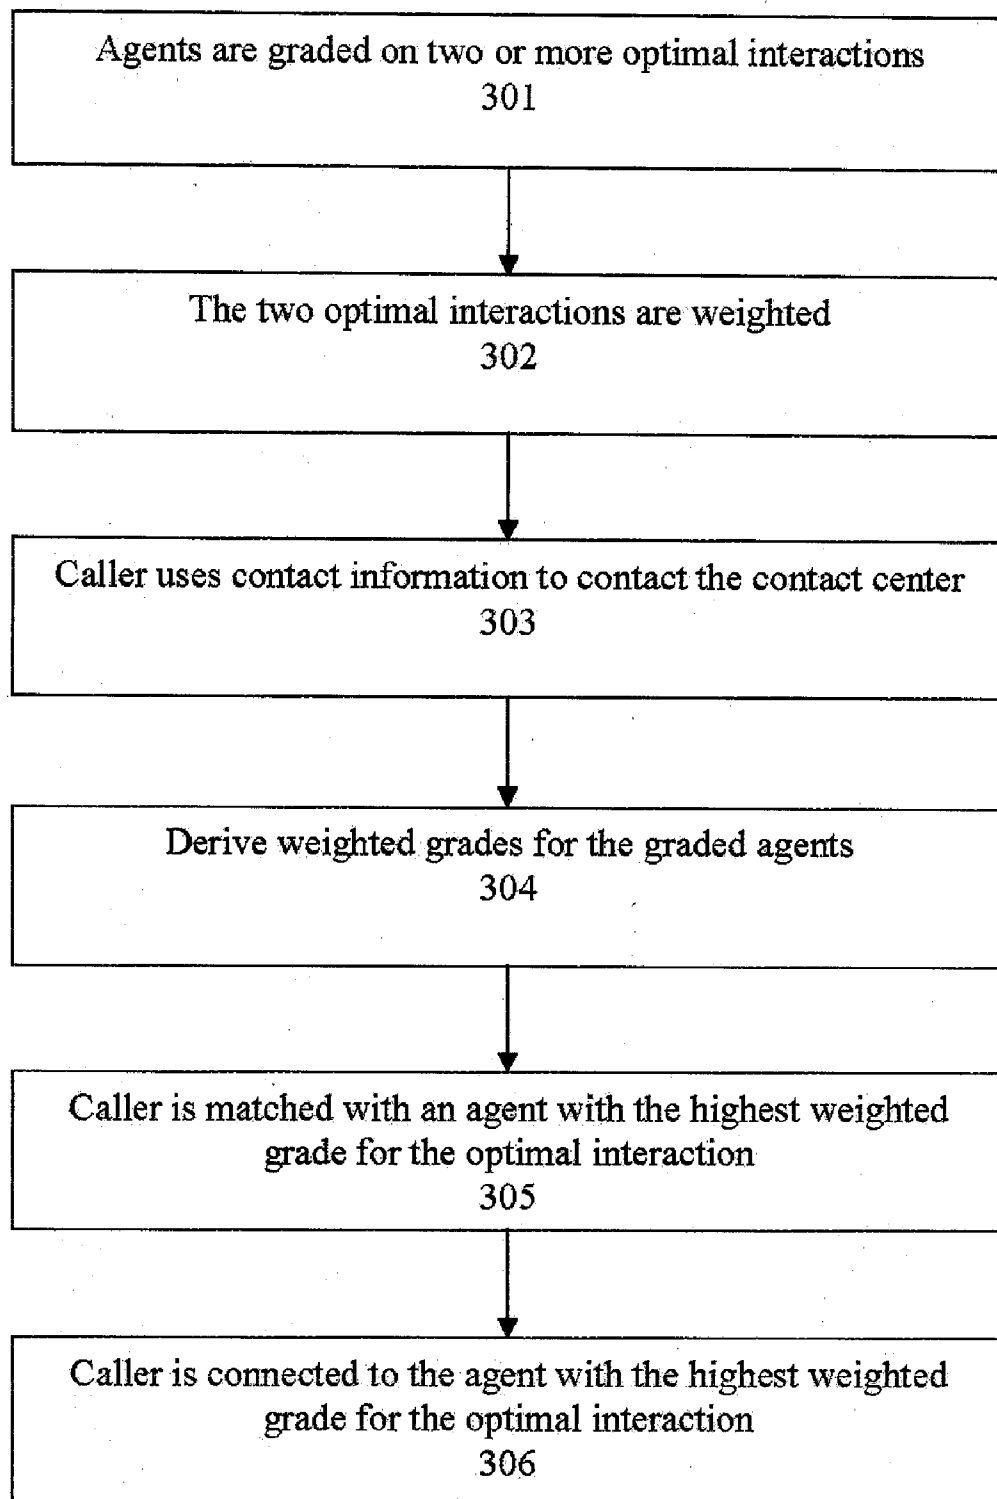 Agents are graded on two or more optimal interactions
301
The two optimal interactions are weighted
302
Caller uses contact information to contact the contact center
303
Derive weighted grades for the graded agents
304
Caller is matched with an agent with the highest weighted
grade for the optimal interaction
305
Caller is connected to the agent with the highest weighted
grade for the optimal interaction
306